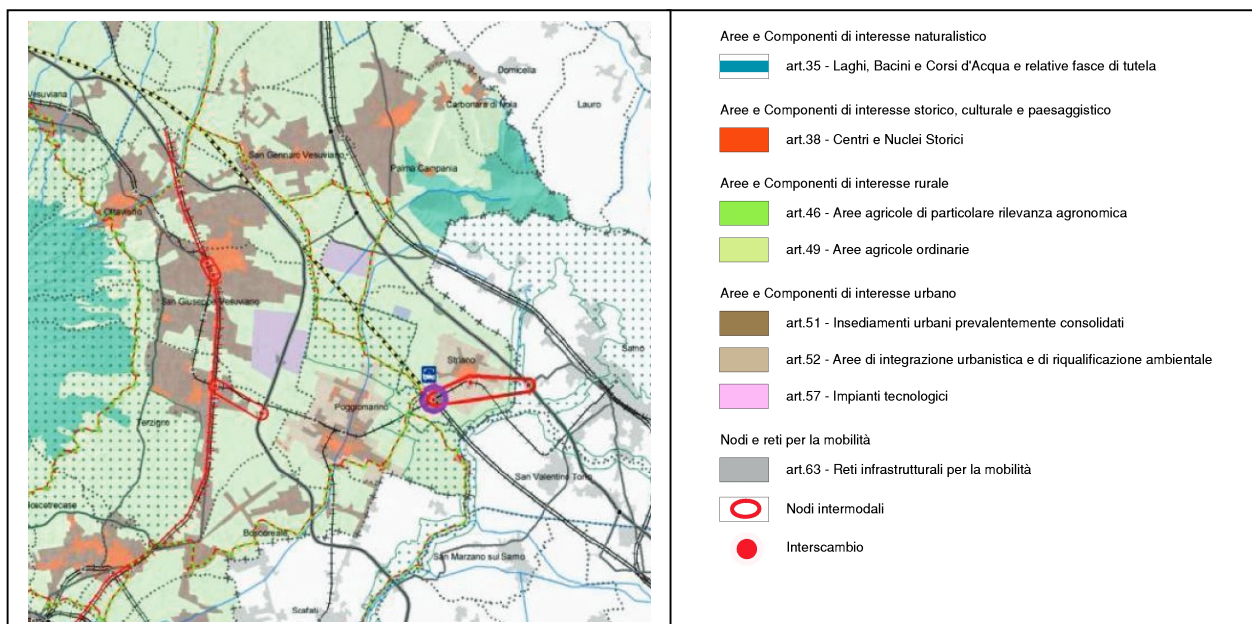 Domicella
Vesuviana
Carbonara di Nola
Lauro
San Gennaro Vesuviano
Palma Campania
Ottaviano
San Giuseppe Vesuviano
Sarno
Striano
Poggiomarino
Terzigno
San Valentino Torio
Boscoreale
San Marzano sul Sarno
Scafati
Aree e Componenti di interesse naturalistico
art.35 - Laghi, Bacini e Corsi d'Acqua e relative fasce di tutela
Aree e Componenti di interesse storico, culturale e paesaggistico
art.38 - Centri e Nuclei Storici
Aree e Componenti di interesse rurale
art.46 - Aree agricole di particolare rilevanza agronomica
art.49 - Aree agricole ordinarie
Aree e Componenti di interesse urbano
art.51 - Insediamenti urbani prevalentemente consolidati
art.52 - Aree di integrazione urbanistica e di riqualificazione ambientale
art.57 - Impianti tecnologici
Nodi e reti per la mobilità
art.63 - Reti infrastrutturali per la mobilità
Nodi intermodali
Interscambio